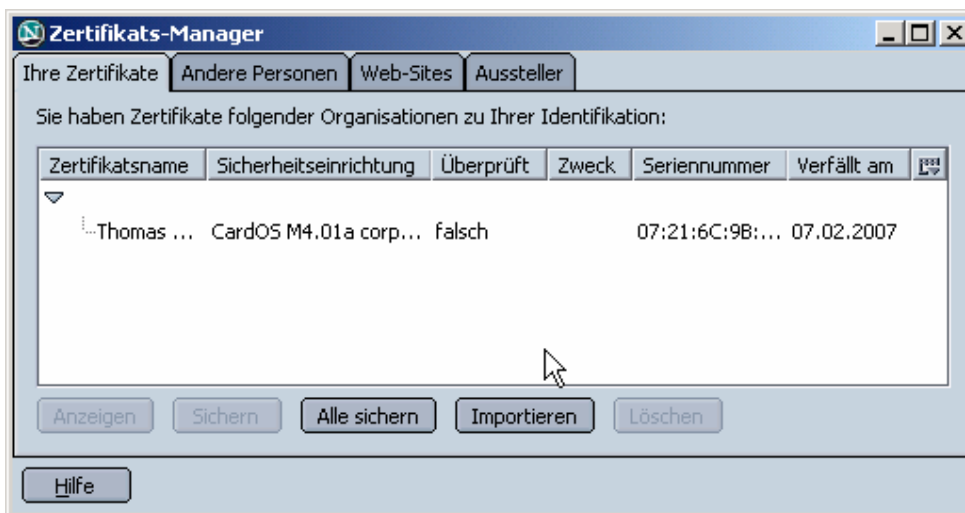 Zertifikats-Manager
Ihre Zertifikate Andere Personen Web-Sites Aussteller
Sie haben Zertifikate folgender Organisationen zu Ihrer Identifikation:
Zertifikatsname Sicherheitseinrichtung Überprüft Zweck Seriennummer Verfällt am
Thomas ... CardOS M4.01a corp... falsch 07:21:6C:9B:... 07.02.2007
Anzeigen Sichern Alle sichern Importieren Löschen
Hilfe